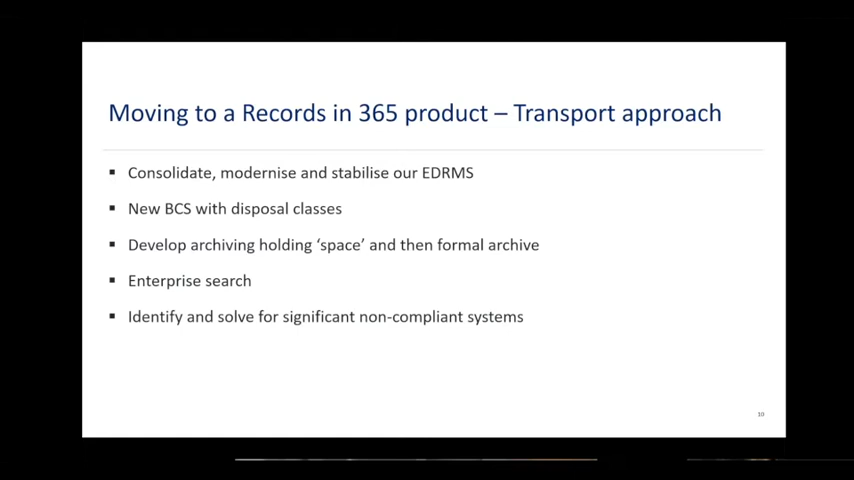 Moving to a Records in 365 product – Transport approach
▪ Consolidate, modernise and stabilise our EDRMS
▪ New BCS with disposal classes
▪ Develop archiving holding ‘space’ and then formal archive
▪ Enterprise search
▪ Identify and solve for significant non-compliant systems
10